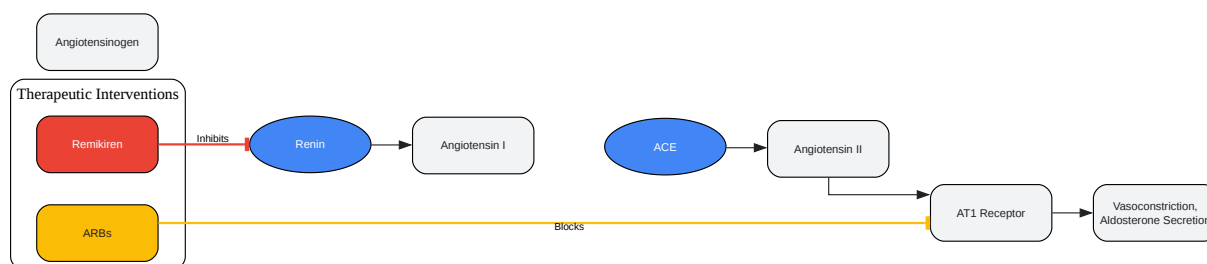 Angiotensinogen
Therapeutic Interventions
Remikiren
Inhibits
Renin
Angiotensin I
ACE
Angiotensin II
ARBs
Blocks
AT1 Receptor
Vasoconstriction,
Aldosterone Secretion